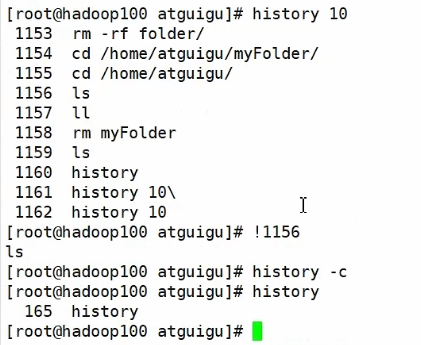 [root@hadoop100 atguigu]# history 10
1153 rm -rf folder/
1154 cd /home/atguigu/myFolder/
1155 cd /home/atguigu/
1156 ls
1157 ll
1158 rm myFolder
1159 ls
1160 history
1161 history 10\
1162 history 10
[root@hadoop100 atguigu]# !1156
ls
[root@hadoop100 atguigu]# history -c
[root@hadoop100 atguigu]# history
165 history
[root@hadoop100 atguigu]#